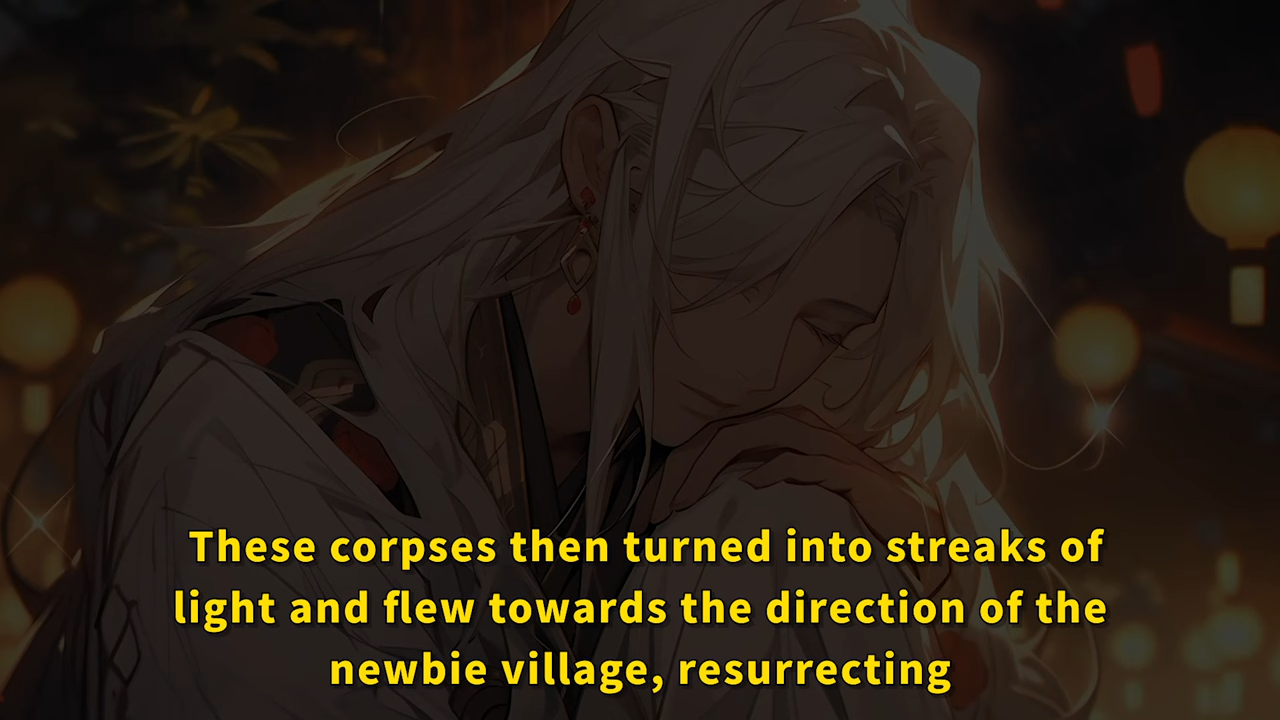 These corpses then turned into streaks of
light and flew towards the direction of the
newbie village, resurrecting